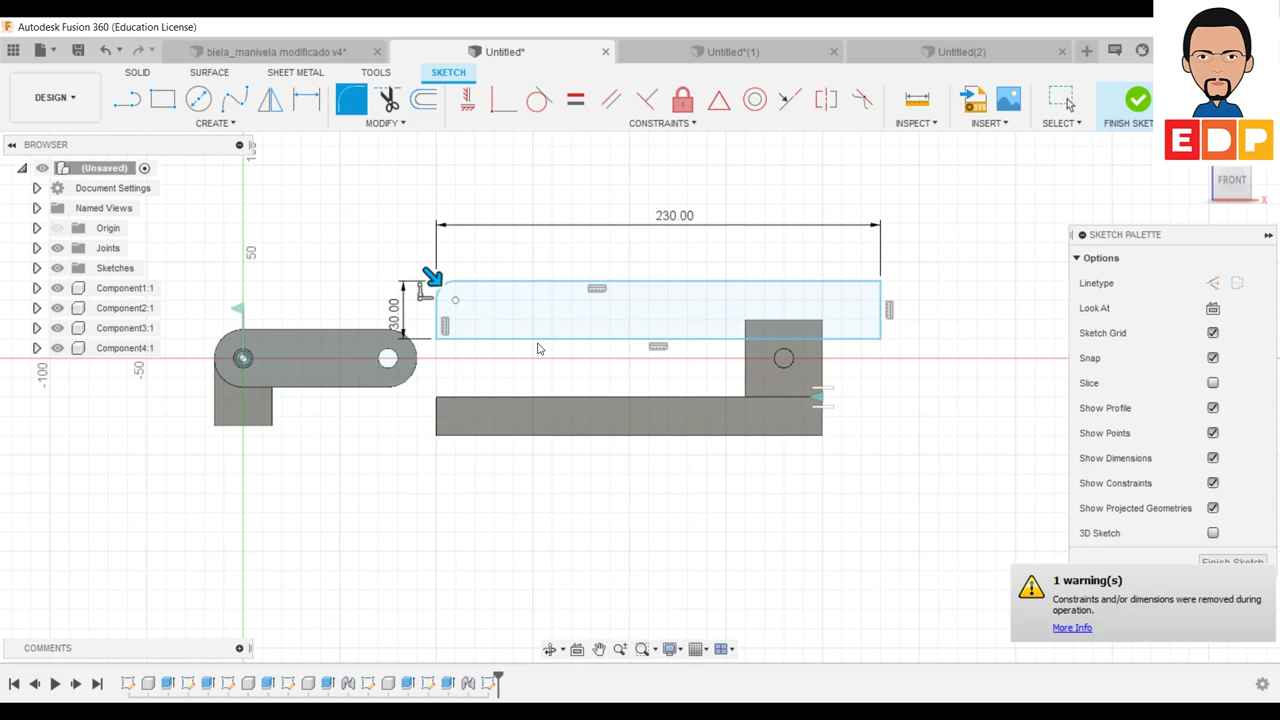 Autodesk Fusion 360 (Education License)
biela_manivela modificado v4*
Untitled*
Untitled*(1)
Untitled(2)
SOLID
SURFACE
SHEET METAL
TOOLS
SKETCH
DESIGN
CREATE
MODIFY
CONSTRAINTS
INSPECT
INSERT
SELECT
FINISH SKET
EDP
BROWSER
(Unsaved)
Document Settings
Named Views
Origin
Joints
Sketches
Component1:1
Component2:1
Component3:1
Component4:1
50
-100
-50
230.00
30.00
FRONT
X
SKETCH PALETTE
Options
Linetype
Look At
Sketch Grid
Snap
Slice
Show Profile
Show Points
Show Dimensions
Show Constraints
Show Projected Geometries
3D Sketch
Finish Sketch
1 warning(s)
Constraints and/or dimensions were removed during
operation.
More Info
COMMENTS